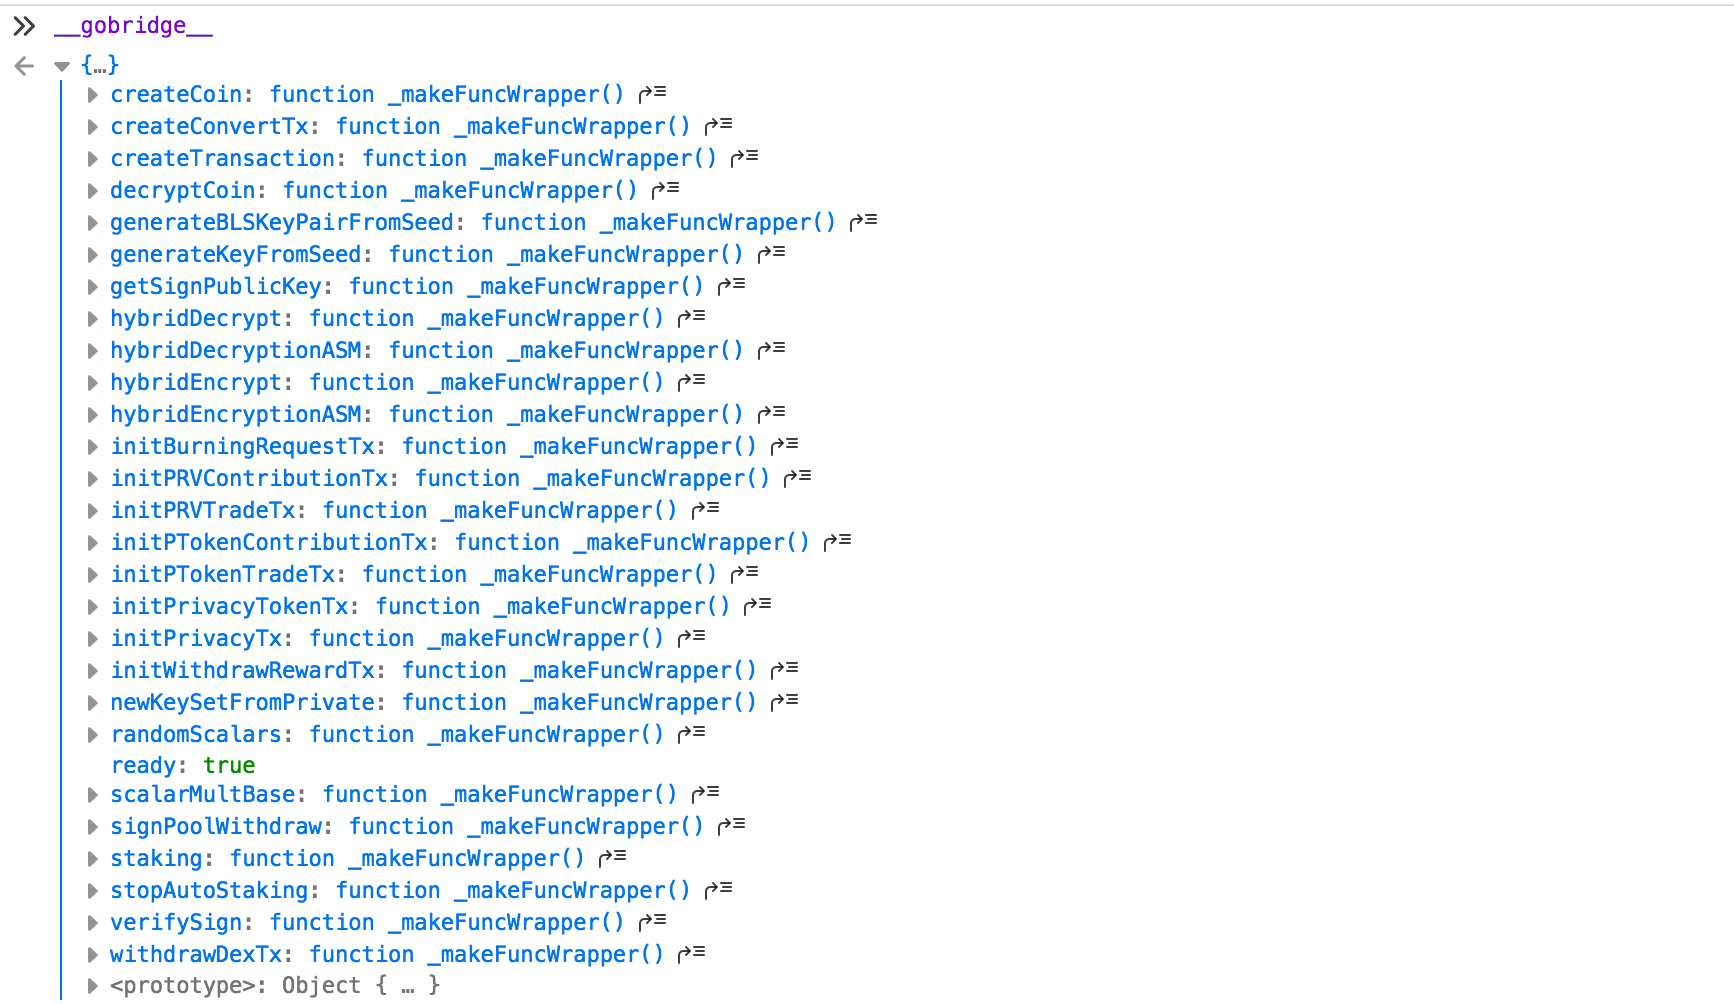 __gobridge__
{…}
createCoin: function _makeFuncWrapper()
createConvertTx: function _makeFuncWrapper()
createTransaction: function _makeFuncWrapper()
decryptCoin: function _makeFuncWrapper()
generateBLSKeyPairFromSeed: function _makeFuncWrapper()
generateKeyFromSeed: function _makeFuncWrapper()
getSignPublicKey: function _makeFuncWrapper()
hybridDecrypt: function _makeFuncWrapper()
hybridDecryptionASM: function _makeFuncWrapper()
hybridEncrypt: function _makeFuncWrapper()
hybridEncryptionASM: function _makeFuncWrapper()
initBurningRequestTx: function _makeFuncWrapper()
initPRVContributionTx: function _makeFuncWrapper()
initPRVTradeTx: function _makeFuncWrapper()
initPTokenContributionTx: function _makeFuncWrapper()
initPTokenTradeTx: function _makeFuncWrapper()
initPrivacyTokenTx: function _makeFuncWrapper()
initPrivacyTx: function _makeFuncWrapper()
initWithdrawRewardTx: function _makeFuncWrapper()
newKeySetFromPrivate: function _makeFuncWrapper()
randomScalars: function _makeFuncWrapper()
ready: true
scalarMultBase: function _makeFuncWrapper()
signPoolWithdraw: function _makeFuncWrapper()
staking: function _makeFuncWrapper()
stopAutoStaking: function _makeFuncWrapper()
verifySign: function _makeFuncWrapper()
withdrawDexTx: function _makeFuncWrapper()
<prototype>: Object { … }